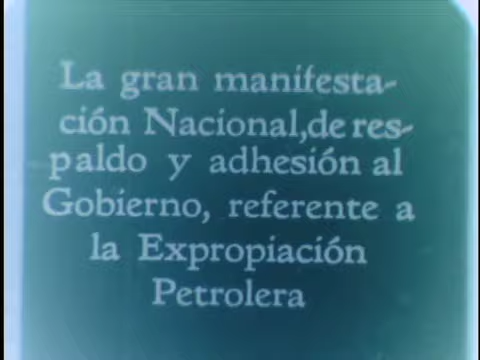 La gran manifesta-
ción Nacional,de res-
paldo y adhesión al
Gobierno, referente a
la Expropiación
Petrolera